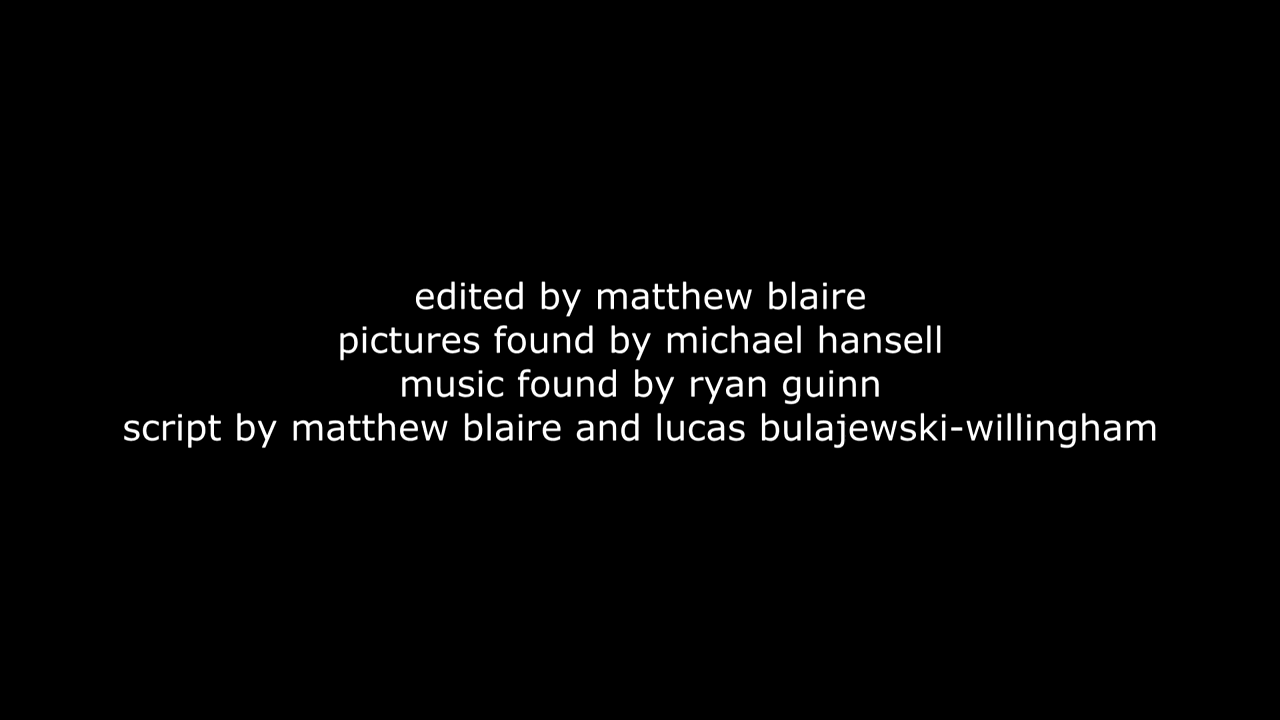 edited by matthew blaire
pictures found by michael hansell
music found by ryan guinn
script by matthew blaire and lucas bulajewski-willingham